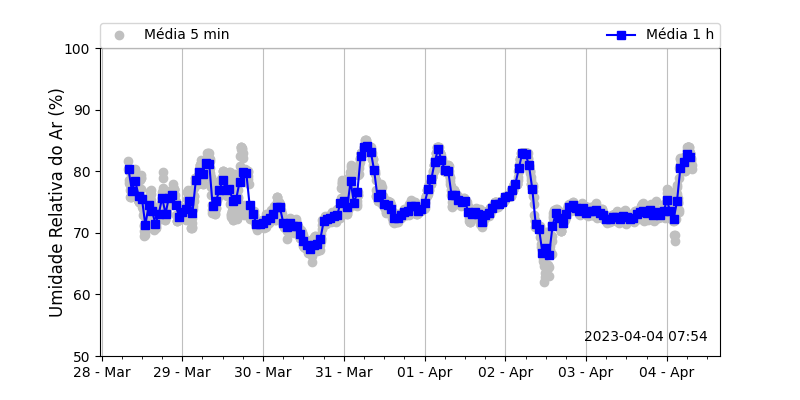 Média 5 min
Média 1 h
100
90
80
70
60
50
Umidade Relativa do Ar (%)
2023-04-04 07:54
28 - Mar
29 - Mar
30 - Mar
31 - Mar
01 - Apr
02 - Apr
03 - Apr
04 - Apr